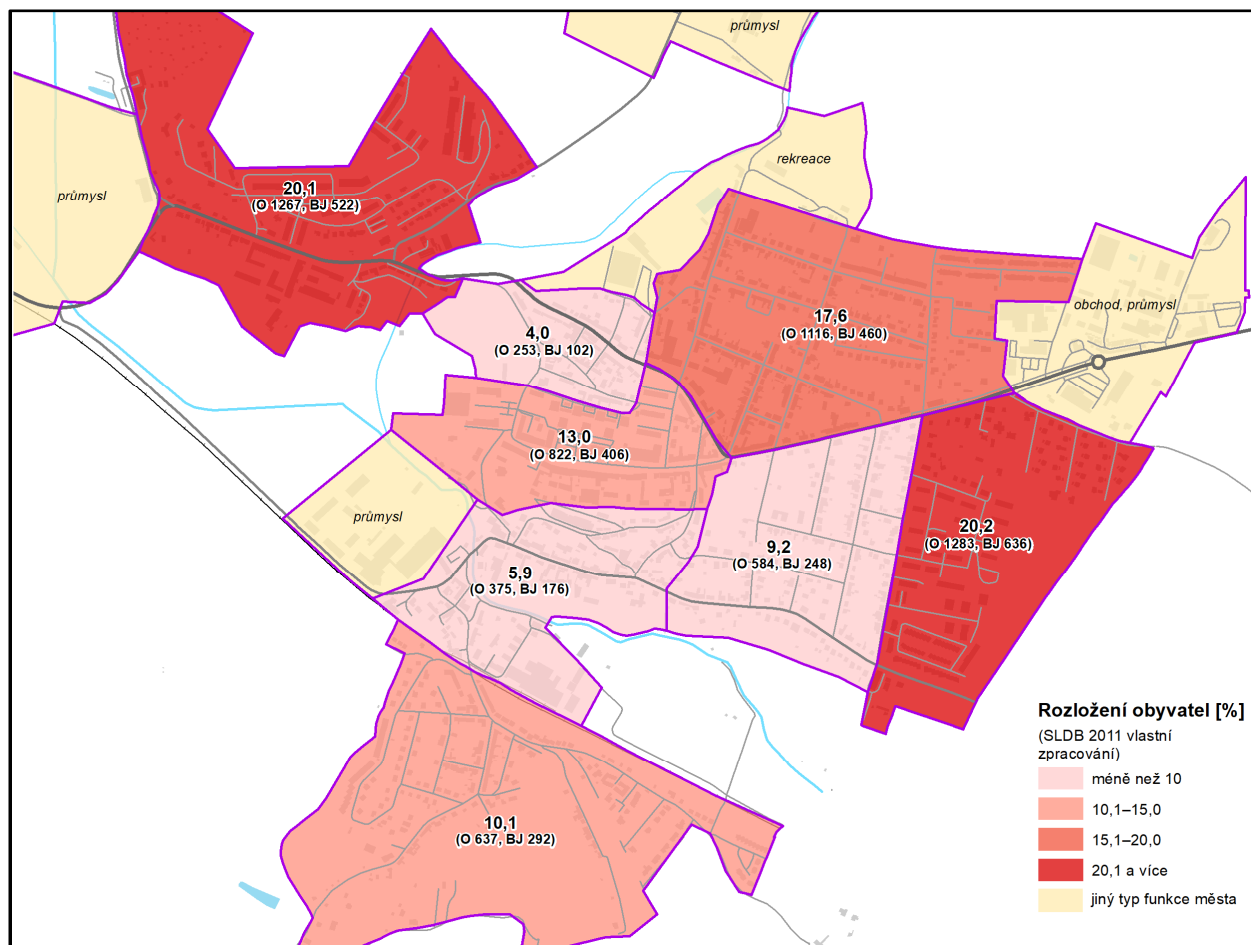 průmysl
rekreace
průmysl
20,1
(O 1267, BJ 522)
obchod, průmysl
17,6
(O 1116, BJ 460)
4,0
(O 253, BJ 102)
13,0
(O 822, BJ 406)
průmysl
20,2
(O 1283, BJ 636)
9,2
(O 584, BJ 248)
5,9
(O 375, BJ 176)
10,1
(O 637, BJ 292)
Rozložení obyvatel [%]
(SLDB 2011 vlastní
zpracování)
méně než 10
10,1–15,0
15,1–20,0
20,1 a více
jiný typ funkce města